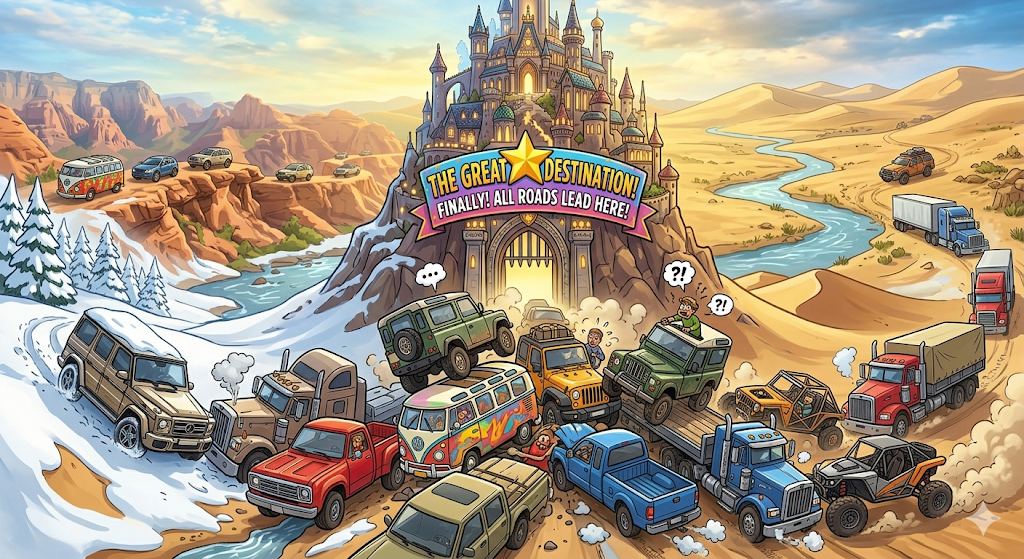 THE GREAT DESTINATION!
FINALLY! ALL ROADS LEAD HERE!
...
?!
?!